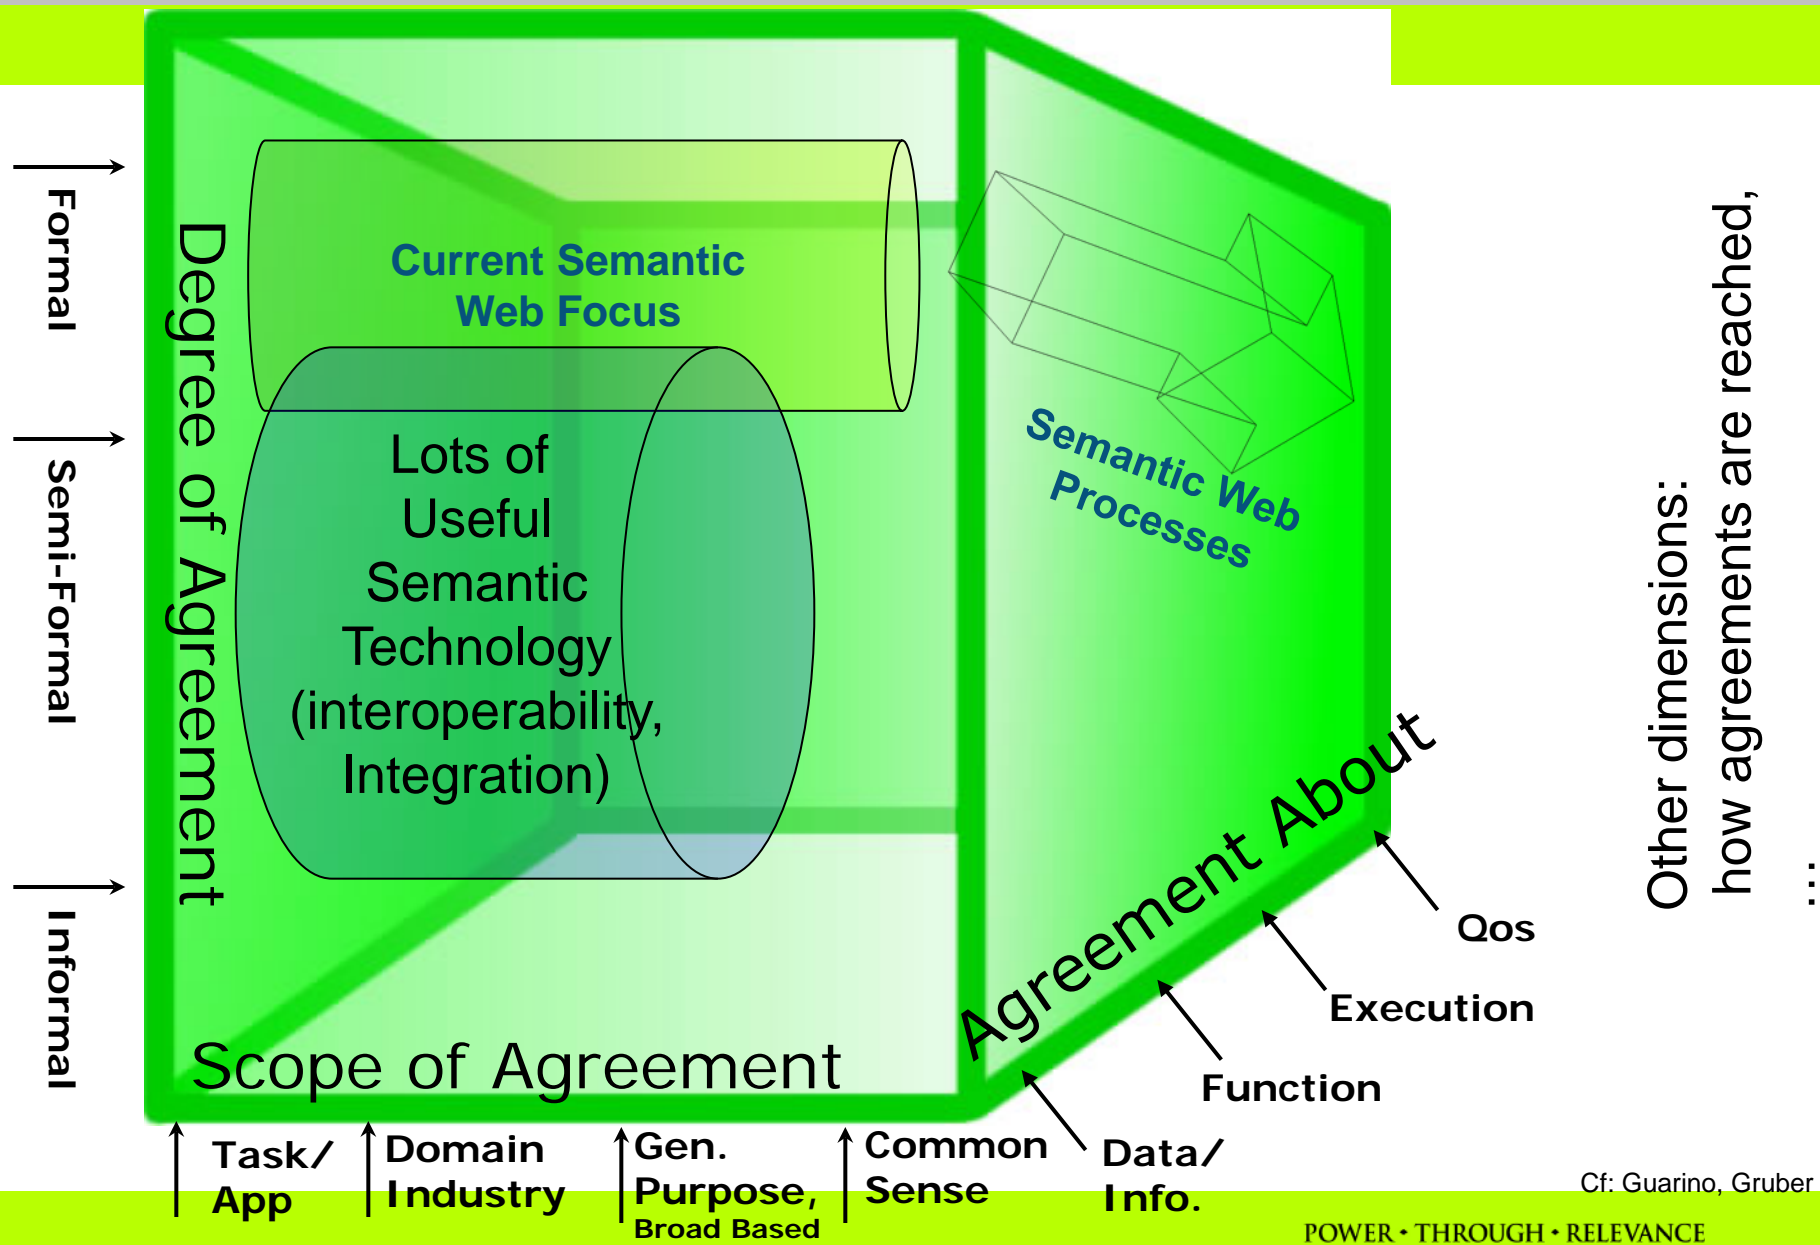 Formal
Semi-Formal
Informal
Degree of Agreement
Current Semantic
Web Focus
Lots of
Useful
Semantic
Technology
(interoperability,
Integration)
Semantic Web
Processes
Scope of Agreement
Agreement About
Task/
App
Domain
Industry
Gen.
Purpose,
Broad Based
Common
Sense
Data/
Info.
Function
Execution
Qos
Other dimensions:
how agreements are reached,
…
Cf: Guarino, Gruber
POWER • THROUGH • RELEVANCE